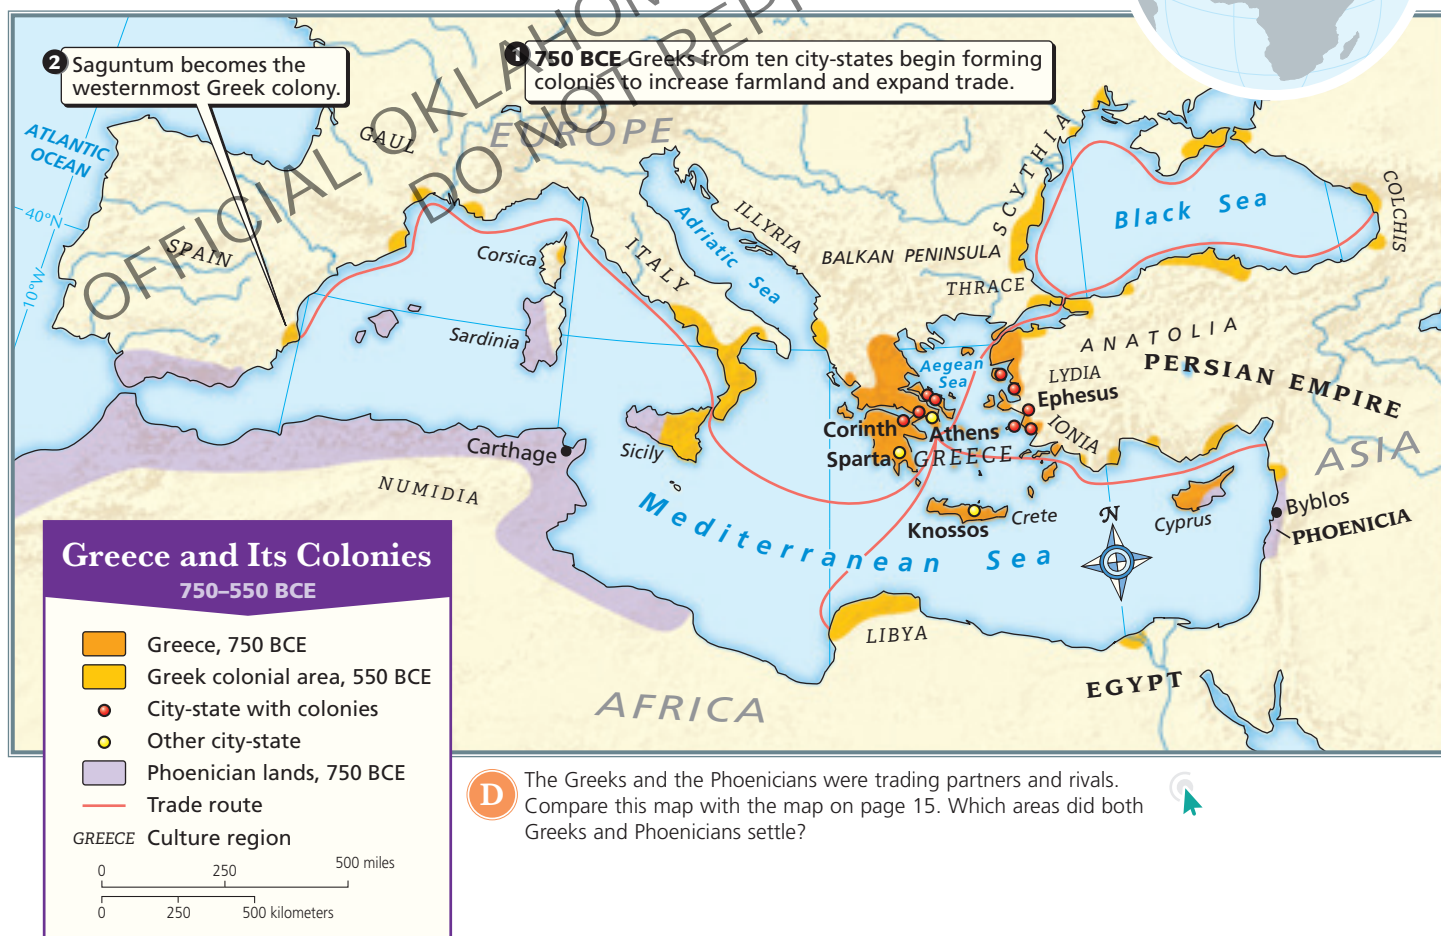 OFFICIAL OKLAHOM
DO NOT REPR
2 Saguntum becomes the
westernmost Greek colony.
1 750 BCE Greeks from ten city-states begin forming
colonies to increase farmland and expand trade.
ATLANTIC
OCEAN
GAUL
EUROPE
SCYTHIA
COLCHIS
40°N
10°W
SPAIN
Corsica
ITALY
Adriatic Sea
ILLYRIA
BALKAN PENINSULA
Black Sea
THRACE
Sardinia
Aegean
Sea
ANATOLIA
PERSIAN EMPIRE
LYDIA
Ephesus
IONIA
ASIA
Corinth
Athens
Sparta
GREECE
Carthage
Sicily
NUMIDIA
Mediterranean Sea
Knossos
Crete
N
Cyprus
Byblos
PHOENICIA
LIBYA
EGYPT
AFRICA
Greece and Its Colonies
750–550 BCE
Greece, 750 BCE
Greek colonial area, 550 BCE
City-state with colonies
Other city-state
Phoenician lands, 750 BCE
Trade route
GREECE Culture region
0 250 500 miles
0 250 500 kilometers
D The Greeks and the Phoenicians were trading partners and rivals.
Compare this map with the map on page 15. Which areas did both
Greeks and Phoenicians settle?